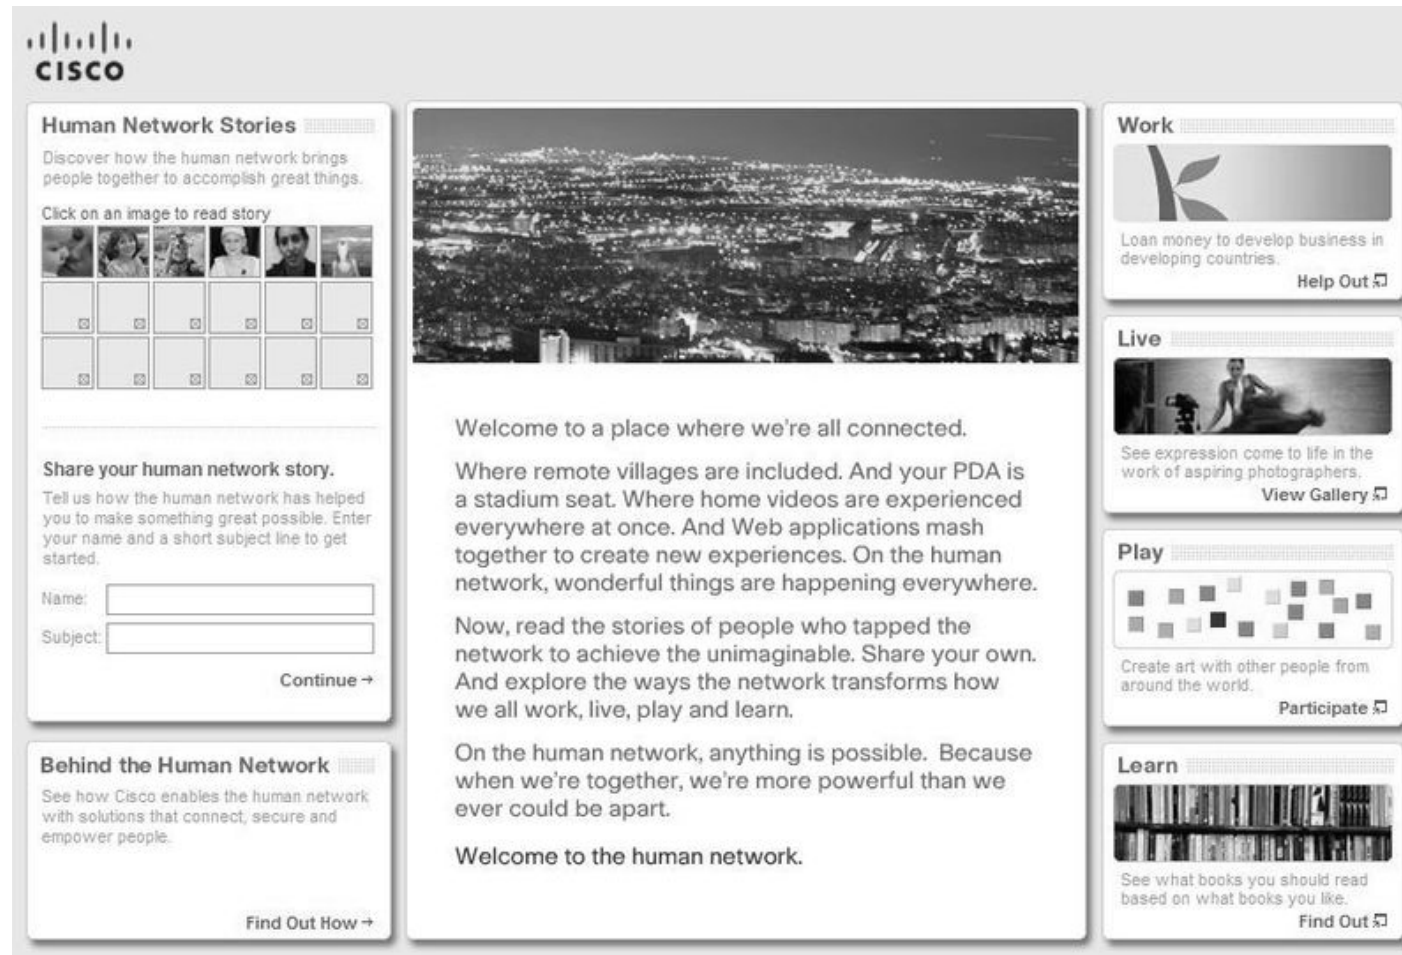 CISCO
Human Network Stories
Discover how the human network brings
people together to accomplish great things.
Click on an image to read story
Share your human network story.
Tell us how the human network has helped
you to make something great possible. Enter
your name and a short subject line to get
started.
Name:
Subject:
Continue →
Behind the Human Network
See how Cisco enables the human network
with solutions that connect, secure and
empower people.
Find Out How →
Welcome to a place where we're all connected.
Where remote villages are included. And your PDA is
a stadium seat. Where home videos are experienced
everywhere at once. And Web applications mash
together to create new experiences. On the human
network, wonderful things are happening everywhere.
Now, read the stories of people who tapped the
network to achieve the unimaginable. Share your own.
And explore the ways the network transforms how
we all work, live, play and learn.
On the human network, anything is possible. Because
when we're together, we're more powerful than we
ever could be apart.
Welcome to the human network.
Work
Loan money to develop business in
developing countries.
Help Out
Live
See expression come to life in the
work of aspiring photographers.
View Gallery
Play
Create art with other people from
around the world.
Participate
Learn
See what books you should read
based on what books you like.
Find Out